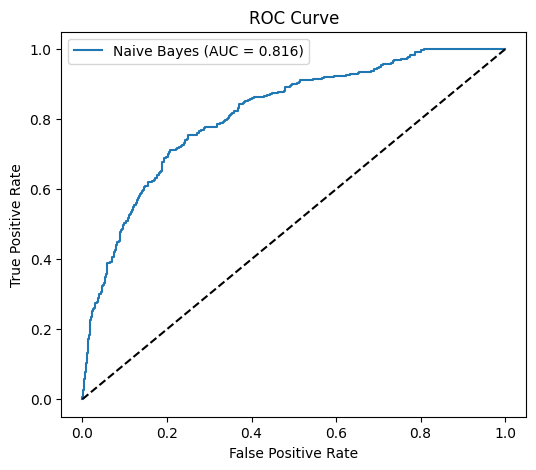 ROC Curve
Naive Bayes (AUC = 0.816)
True Positive Rate
1.0
0.8
0.6
0.4
0.2
0.0
0.0 0.2 0.4 0.6 0.8 1.0
False Positive Rate